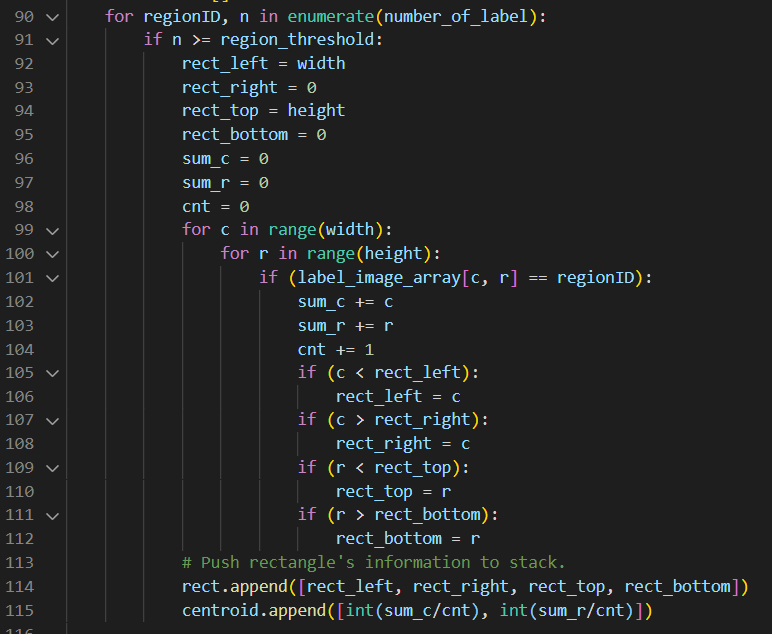 90 for regionID, n in enumerate(number_of_label):
91 if n >= region_threshold:
92 rect_left = width
93 rect_right = 0
94 rect_top = height
95 rect_bottom = 0
96 sum_c = 0
97 sum_r = 0
98 cnt = 0
99 for c in range(width):
100 for r in range(height):
101 if (label_image_array[c, r] == regionID):
102 sum_c += c
103 sum_r += r
104 cnt += 1
105 if (c < rect_left):
106 rect_left = c
107 if (c > rect_right):
108 rect_right = c
109 if (r < rect_top):
110 rect_top = r
111 if (r > rect_bottom):
112 rect_bottom = r
113 # Push rectangle's information to stack.
114 rect.append([rect_left, rect_right, rect_top, rect_bottom])
115 centroid.append([int(sum_c/cnt), int(sum_r/cnt)])